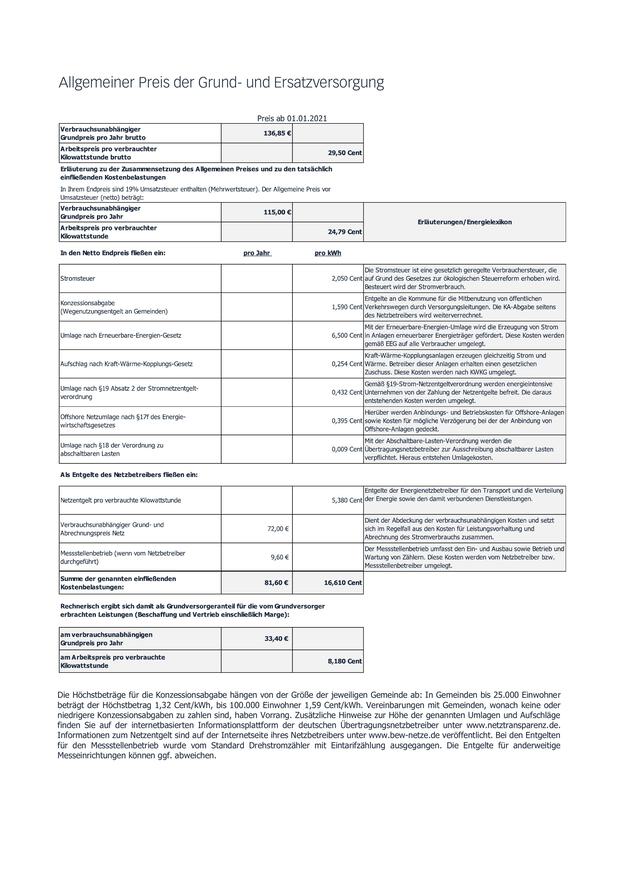 Allgemeiner Preis der Grund- und Ersatzversorgung
Preis ab 01.01.2021
Verbrauchsunabhängiger
Grundpreis pro Jahr brutto
136,85 €
Arbeitspreis pro verbrauchter
Kilowattstunde brutto
29,50 Cent
Erläuterung zu der Zusammensetzung des Allgemeinen Preises und zu den tatsächlich
einfließenden Kostenbelastungen
In Ihrem Endpreis sind 19% Umsatzsteuer enthalten (Mehrwertsteuer). Der Allgemeine Preis vor
Umsatzsteuer (netto) beträgt:
Verbrauchsunabhängiger
Grundpreis pro Jahr
115,00 €
Arbeitspreis pro verbrauchter
Kilowattstunde
24,79 Cent
Erläuterungen/Energielexikon
In den Netto Endpreis fließen ein:
pro Jahr
pro kWh
Stromsteuer
2,050 Cent
Die Stromsteuer ist eine gesetzlich geregelte Verbrauchersteuer, die
auf Grund des Gesetzes zur ökologischen Steuerreform erhoben wird.
Besteuert wird der Stromverbrauch.
Konzessionsabgabe
(Wegenutzungsentgelt an Gemeinden)
1,590 Cent
Entgelte an die Kommune für die Mitbenutzung von öffentlichen
Verkehrswegen durch Versorgungsleitungen. Die KA-Abgabe seitens
des Netzbetreibers wird weiterverrechnet.
Umlage nach Erneuerbare-Energien-Gesetz
6,500 Cent
Mit der Erneuerbare-Energien-Umlage wird die Erzeugung von Strom
in Anlagen erneuerbarer Energieträger gefördert. Diese Kosten werden
gemäß EEG auf alle Verbraucher umgelegt.
Aufschlag nach Kraft-Wärme-Kopplungs-Gesetz
0,254 Cent
Kraft-Wärme-Kopplungsanlagen erzeugen gleichzeitig Strom und
Wärme. Betreiber dieser Anlagen erhalten einen gesetzlichen
Zuschuss. Diese Kosten werden nach KWKG umgelegt.
Umlage nach §19 Absatz 2 der Stromnetzentgelt-
verordnung
0,432 Cent
Gemäß §19-Strom-Netzentgeltverordnung werden energieintensive
Unternehmen von der Zahlung der Netzentgelte befreit. Die daraus
entstehenden Kosten werden umgelegt.
Offshore Netzumlage nach §17f des Energie-
wirtschaftsgesetzes
0,395 Cent
Hierüber werden Anbindungs- und Betriebskosten für Offshore-Anlagen
sowie Kosten für mögliche Verzögerung bei der der Anbindung von
Offshore-Anlagen gedeckt.
Umlage nach §18 der Verordnung zu
abschaltbaren Lasten
0,009 Cent
Mit der Abschaltbare-Lasten-Verordnung werden die
Übertragungsnetzbetreiber zur Ausschreibung abschaltbarer Lasten
verpflichtet. Hieraus entstehen Umlagekosten.
Als Entgelte des Netzbetreibers fließen ein:
Netzentgelt pro verbrauchte Kilowattstunde
5,380 Cent
Entgelte der Energienetzbetreiber für den Transport und die Verteilung
der Energie sowie den damit verbundenen Dienstleistungen.
Verbrauchsunabhängiger Grund- und
Abrechnungspreis Netz
72,00 €
Dient der Abdeckung der verbrauchsunabhängigen Kosten und setzt
sich im Regelfall aus den Kosten für Leistungsvorhaltung und
Abrechnung des Stromverbrauchs zusammen.
Messstellenbetrieb (wenn vom Netzbetreiber
durchgeführt)
9,60 €
Der Messstellenbetrieb umfasst den Ein- und Ausbau sowie Betrieb und
Wartung von Zählern. Diese Kosten werden vom Netzbetreiber bzw.
Messstellenbetreiber umgelegt.
Summe der genannten einfließenden
Kostenbelastungen:
81,60 €
16,610 Cent
Rechnerisch ergibt sich damit als Grundversorgeranteil für die vom Grundversorger
erbrachten Leistungen (Beschaffung und Vertrieb einschließlich Marge):
am verbrauchsunabhängigen
Grundpreis pro Jahr
33,40 €
am Arbeitspreis pro verbrauchte
Kilowattstunde
8,180 Cent
Die Höchstbeträge für die Konzessionsabgabe hängen von der Größe der jeweiligen Gemeinde ab: In Gemeinden bis 25.000 Einwohner
beträgt der Höchstbetrag 1,32 Cent/kWh, bis 100.000 Einwohner 1,59 Cent/kWh. Vereinbarungen mit Gemeinden, wonach keine oder
niedrigere Konzessionsabgaben zu zahlen sind, haben Vorrang. Zusätzliche Hinweise zur Höhe der genannten Umlagen und Aufschläge
finden Sie auf der internetbasierten Informationsplattform der deutschen Übertragungsnetzbetreiber unter www.netztransparenz.de.
Informationen zum Netzentgelt sind auf der Internetseite ihres Netzbetreibers unter www.bew-netze.de veröffentlicht. Bei den Entgelten
für den Messstellenbetrieb wurde vom Standard Drehstromzähler mit Eintarifzählung ausgegangen. Die Entgelte für anderweitige
Messeinrichtungen können ggf. abweichen.